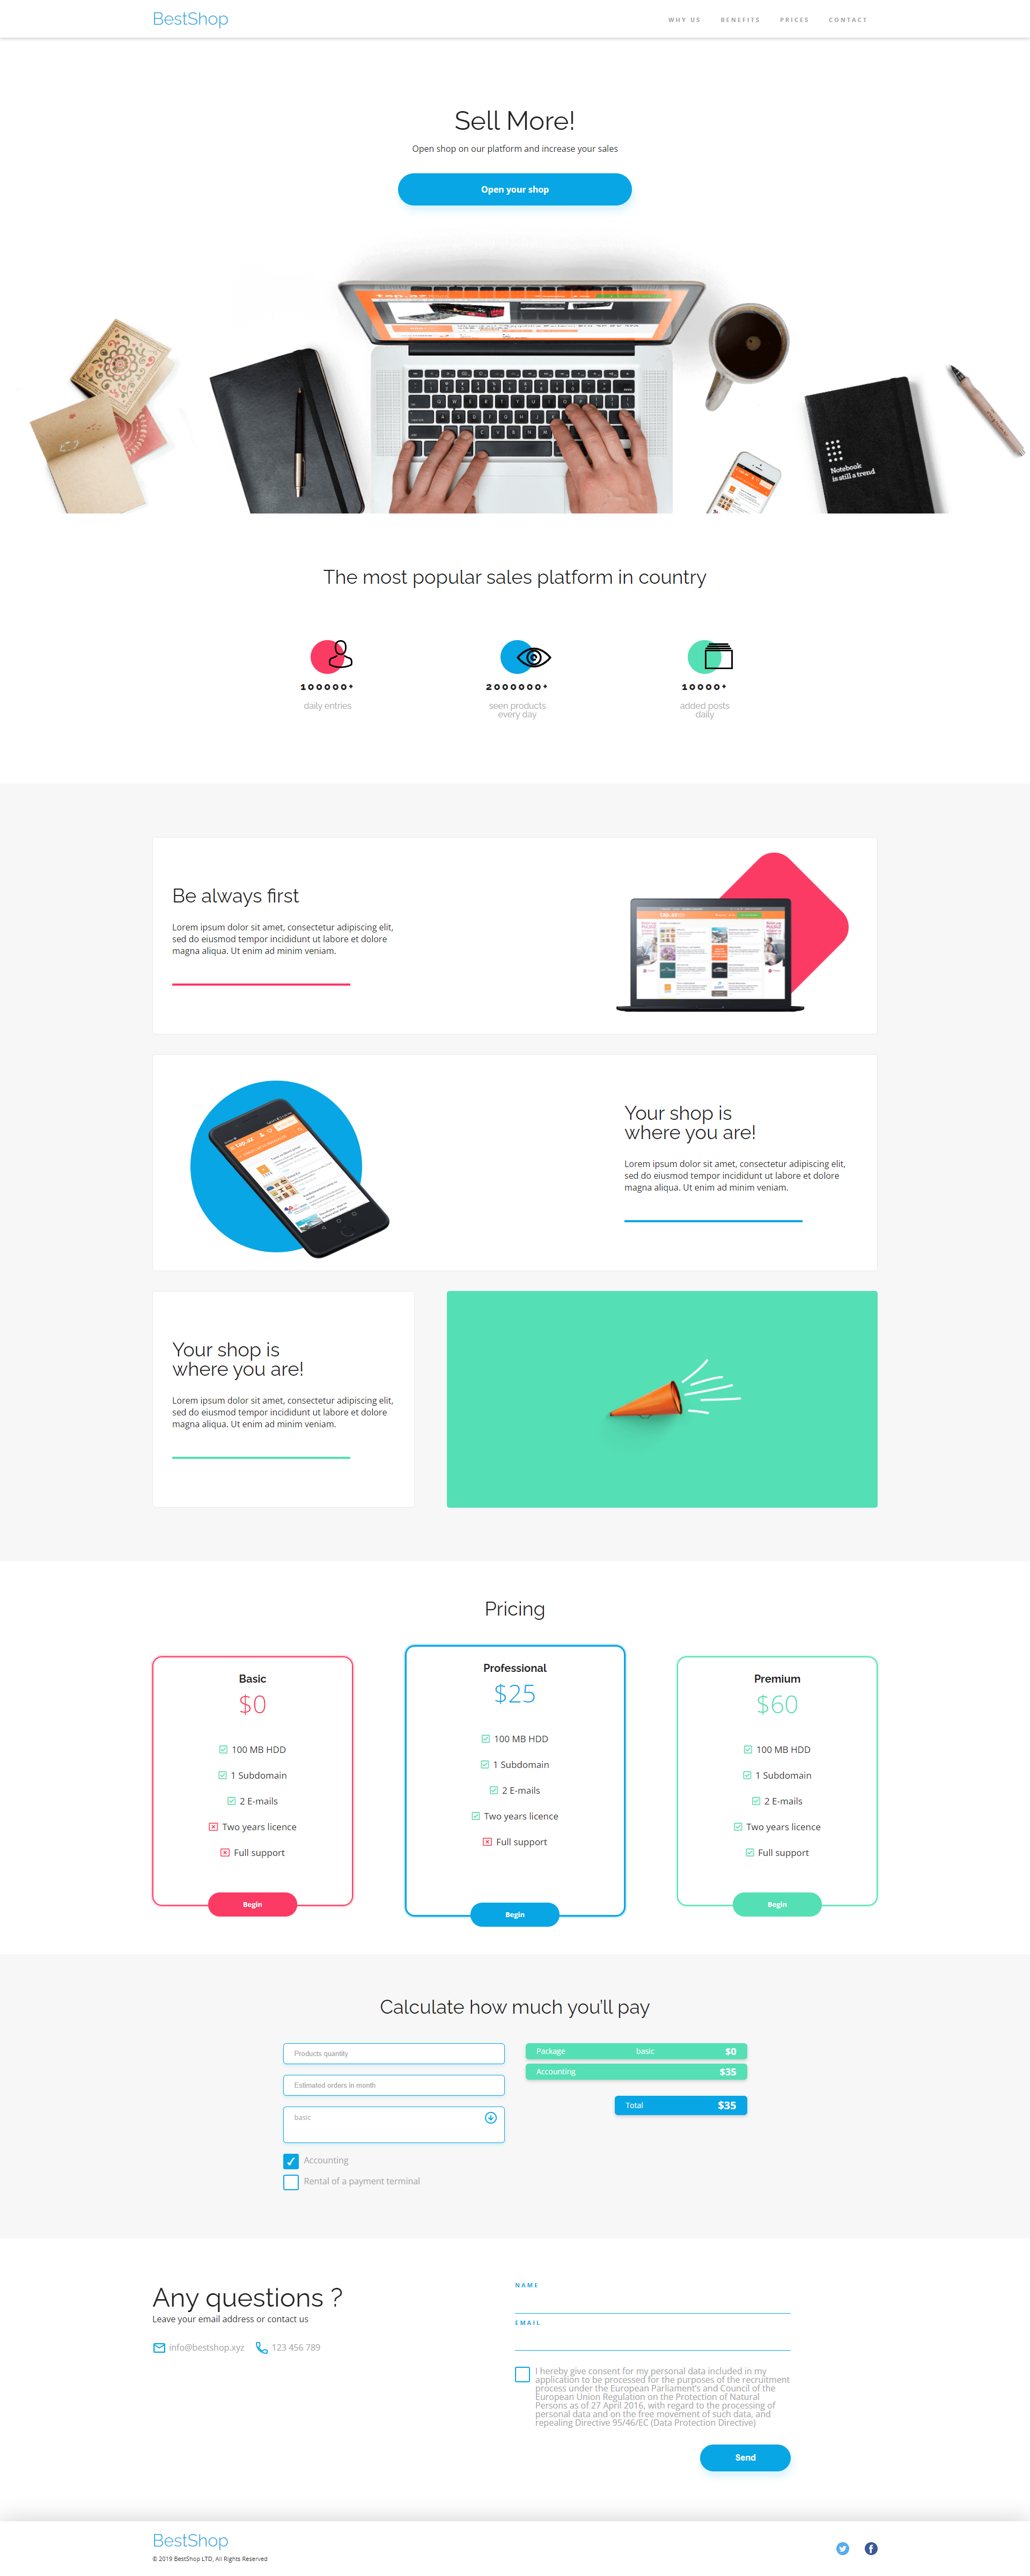 BestShop
WHY US BENEFITS PRICES CONTACT
Sell More!
Open shop on our platform and increase your sales
Open your shop
tap.az
Notebook
is still a trend
The most popular sales platform in country
100000+
daily entries
2000000+
seen products
every day
10000+
added posts
daily
Be always first
Lorem ipsum dolor sit amet, consectetur adipiscing elit,
sed do eiusmod tempor incididunt ut labore et dolore
magna aliqua. Ut enim ad minim veniam.
tap.az
tap.az
Your shop is
where you are!
Lorem ipsum dolor sit amet, consectetur adipiscing elit,
sed do eiusmod tempor incididunt ut labore et dolore
magna aliqua. Ut enim ad minim veniam.
Your shop is
where you are!
Lorem ipsum dolor sit amet, consectetur adipiscing elit,
sed do eiusmod tempor incididunt ut labore et dolore
magna aliqua. Ut enim ad minim veniam.
Pricing
Basic
$0
100 MB HDD
1 Subdomain
2 E-mails
Two years licence
Full support
Begin
Professional
$25
100 MB HDD
1 Subdomain
2 E-mails
Two years licence
Full support
Begin
Premium
$60
100 MB HDD
1 Subdomain
2 E-mails
Two years licence
Full support
Begin
Calculate how much you'll pay
Products quantity
Estimated orders in month
basic
Accounting
Rental of a payment terminal
Package basic $0
Accounting $35
Total $35
Any questions ?
Leave your email address or contact us
info@bestshop.xyz 123 456 789
NAME
EMAIL
I hereby give consent for my personal data included in my
application to be processed for the purposes of the recruitment
process under the European Parliament's and Council of the
European Union Regulation on the Protection of Natural
Persons as of 27 April 2016, with regard to the processing of
personal data and on the free movement of such data, and
repealing Directive 95/46/EC (Data Protection Directive)
Send
BestShop
© 2019 BestShop LTD, All Rights Reserved